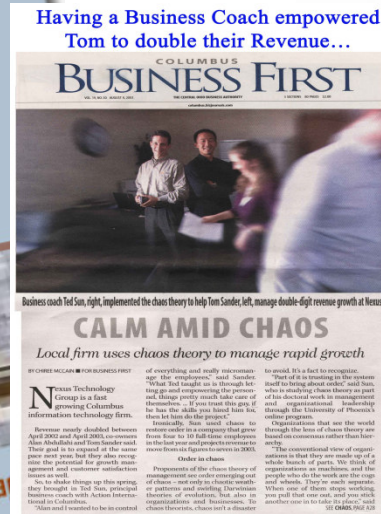 Having a Business Coach empowered
Tom to double their Revenue…
COLUMBUS
BUSINESS FIRST
THE CENTRAL OHIO BUSINESS AUTHORITY
Business coach Ted Sun, right, implemented the chaos theory to help Tom Sander, left, manage double-digit revenue growth at Nexus
CALM AMID CHAOS
Local firm uses chaos theory to manage rapid growth
BY CHRIE MCCAIN ■ FOR BUSINESS FIRST
Nexus Technology
Group is a fast
growing Columbus
information technology firm.
Revenue nearly doubled between
April 2002 and April 2003, co-owners
Alan Abdullahi and Tom Sander said.
Their goal is to expand at the same
pace next year, but they also recog-
nize the potential for growth man-
agement and customer satisfaction
issues as well.
So, to shake things up this spring,
they brought in Ted Sun, principal
business coach with Action Interna-
tional in Columbus.
"Alan and I wanted to be in control
of everything and really micromanage
the employees," said Sander.
"What Ted taught us is through let-
ting go and empowering the person-
nel, things pretty much take care of
themselves ... If you trust this guy, if
he has the skills you hired him for,
then let him do the project."
Ironically, Sun used chaos to
restore order in a company that grew
from four to 10 full-time employees
in the last year and projects revenue to
move from six figures to seven in 2003.
Order in chaos
Proponents of the chaos theory of
management see order emerging out
of chaos – not only in chaotic weath-
er patterns and swirling Darwinian
theories of evolution, but also in
organizations and businesses. To
chaos theorists, chaos isn't a disaster
to avoid. It's a fact to recognize.
"Part of it is trusting in the system
itself to bring about order," said Sun,
who is studying chaos theory as part
of his doctoral work in management
and organizational leadership
through the University of Phoenix's
online program.
Organizations that see the world
through the lens of chaos theory are
based on consensus rather than hier-
archy.
"The conventional view of organi-
zations is that they are made up of a
whole bunch of parts. We think of
organizations as machines, and the
people who do the work are the cogs
and wheels. They're each separate.
When one of them stops working,
you pull that one out, and you stick
another one in to take its place," said
SEE CHAOS, PAGE A28